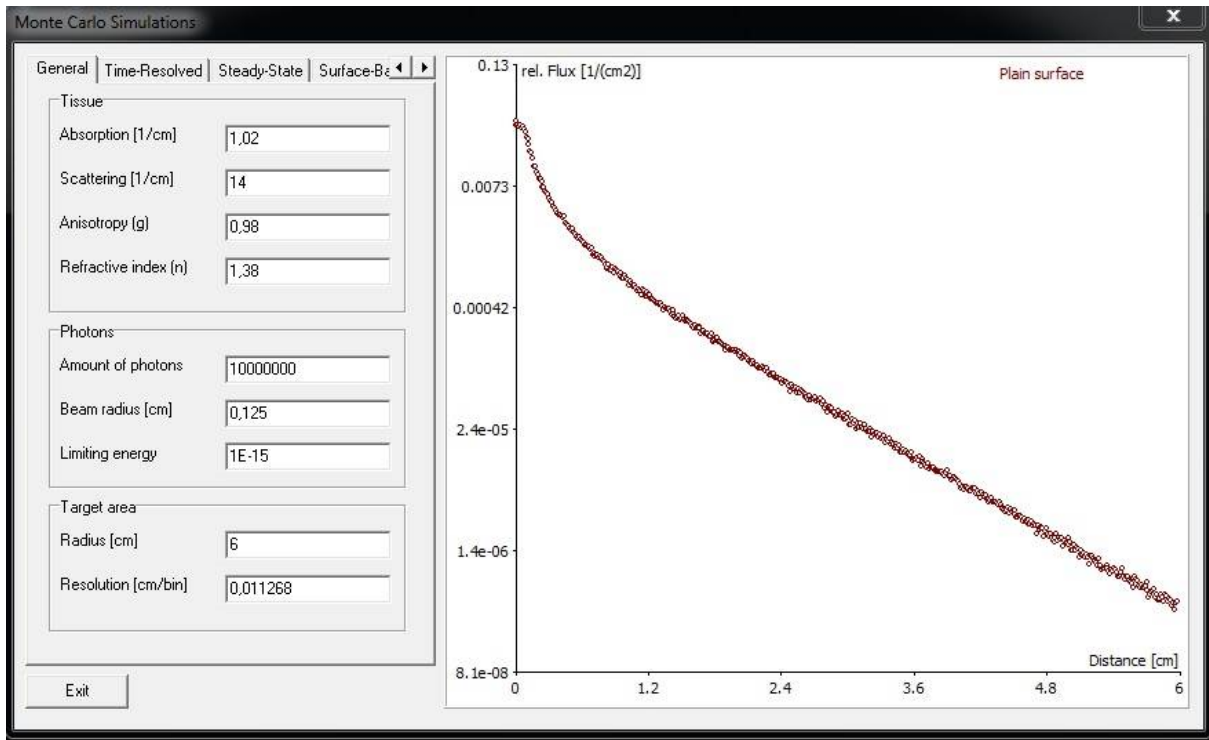 Monte Carlo Simulations
x
General
Time-Resolved
Steady-State
Surface-Ba
Tissue
Absorption [1/cm]
1,02
Scattering [1/cm]
14
Anisotropy (g)
0,98
Refractive index (n)
1,38
Photons
Amount of photons
10000000
Beam radius [cm]
0,125
Limiting energy
1E-15
Target area
Radius [cm]
6
Resolution [cm/bin]
0,011268
Exit
0.13
rel. Flux [1/(cm2)]
Plain surface
0.0073
0.00042
2.4e-05
1.4e-06
8.1e-08
Distance [cm]
0
1.2
2.4
3.6
4.8
6